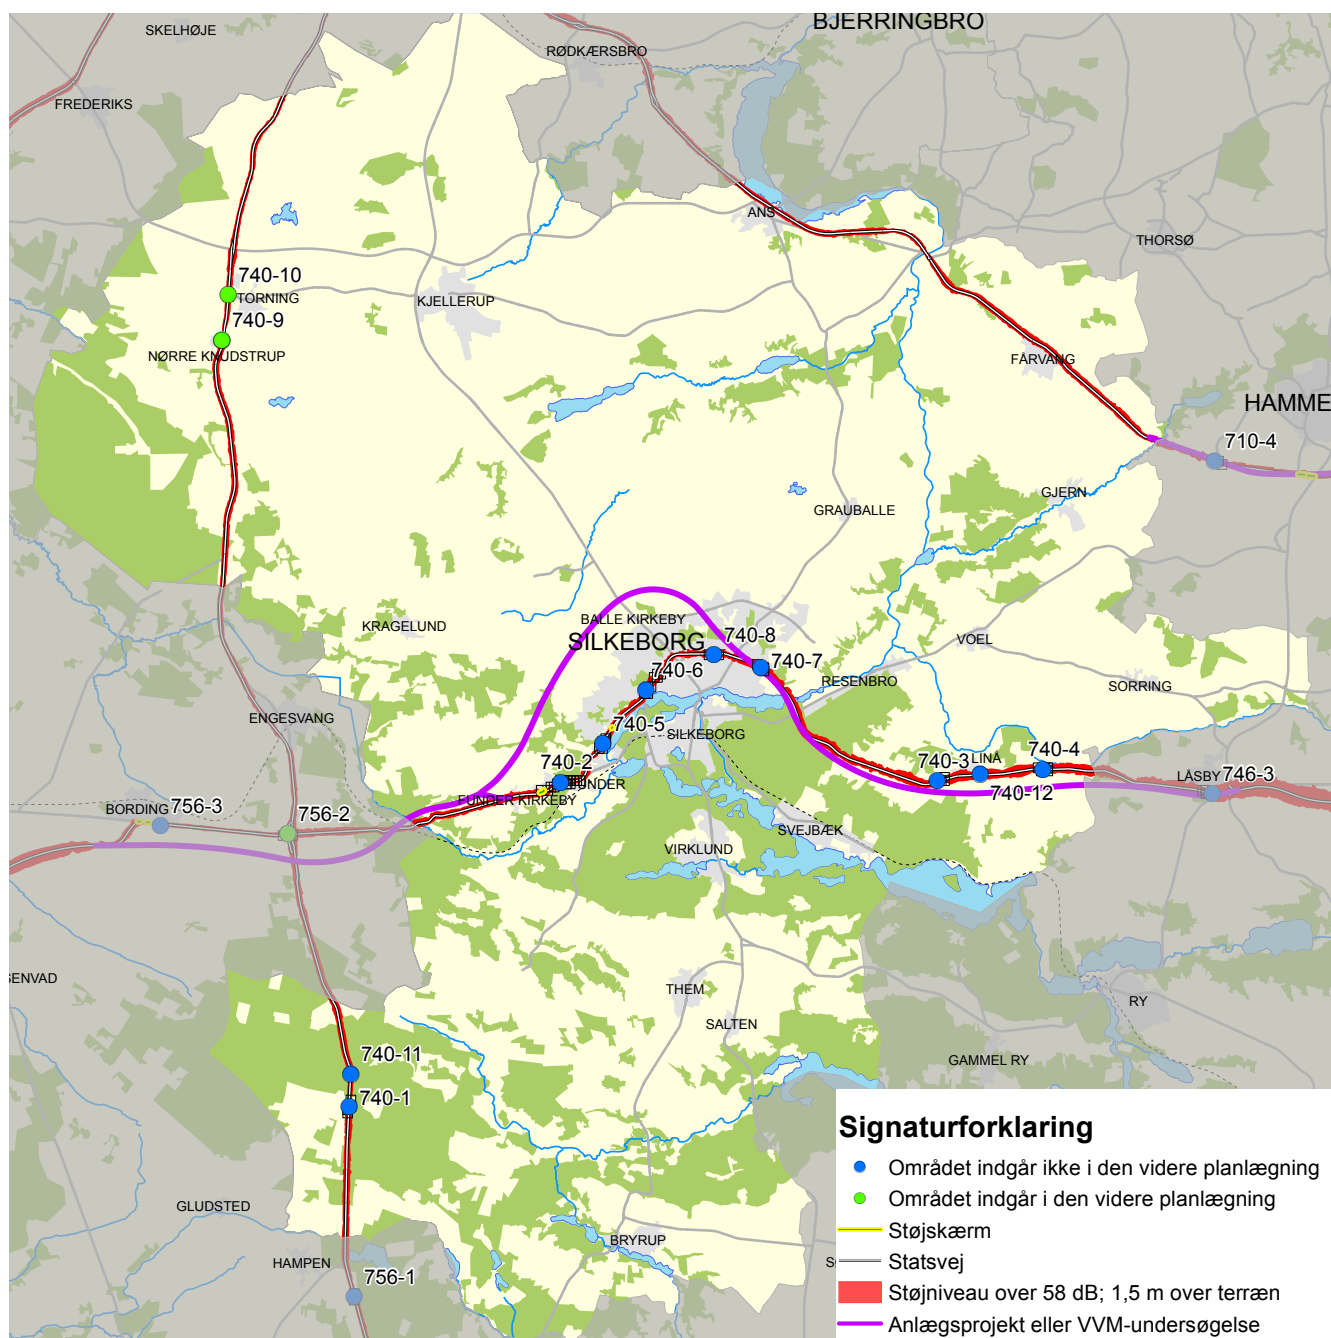 BJERRINGBRO
SKELHØJE
RØDKÆRSBRO
FREDERIKS
ANS
THORSØ
740-10
TORNING
KJELLERUP
740-9
NØRRE KNUDSTRUP
FÅRVANG
HAMME
710-4
GJERN
GRAUBALLE
BALLE KIRKEBY
KRAGELUND
SILKEBORG
740-8
VOEL
740-7
740-6
RESENBRO
SORRING
ENGESVANG
740-5
SILKEBORG
740-2
740-3
LINÅ
740-4
FUNDER
LÅSBY
746-3
740-12
FUNDER KIRKEBY
BORDING
756-3
756-2
SVEJBÆK
VIRKLUND
SENVAD
THEM
RY
SALTEN
740-11
GAMMEL RY
740-1
GLUDSTED
BRYRUP
HAMPEN
756-1
Signaturforklaring
Området indgår ikke i den videre planlægning
Området indgår i den videre planlægning
Støjskærm
Statsvej
Støjniveau over 58 dB; 1,5 m over terræn
Anlægsprojekt eller VVM-undersøgelse